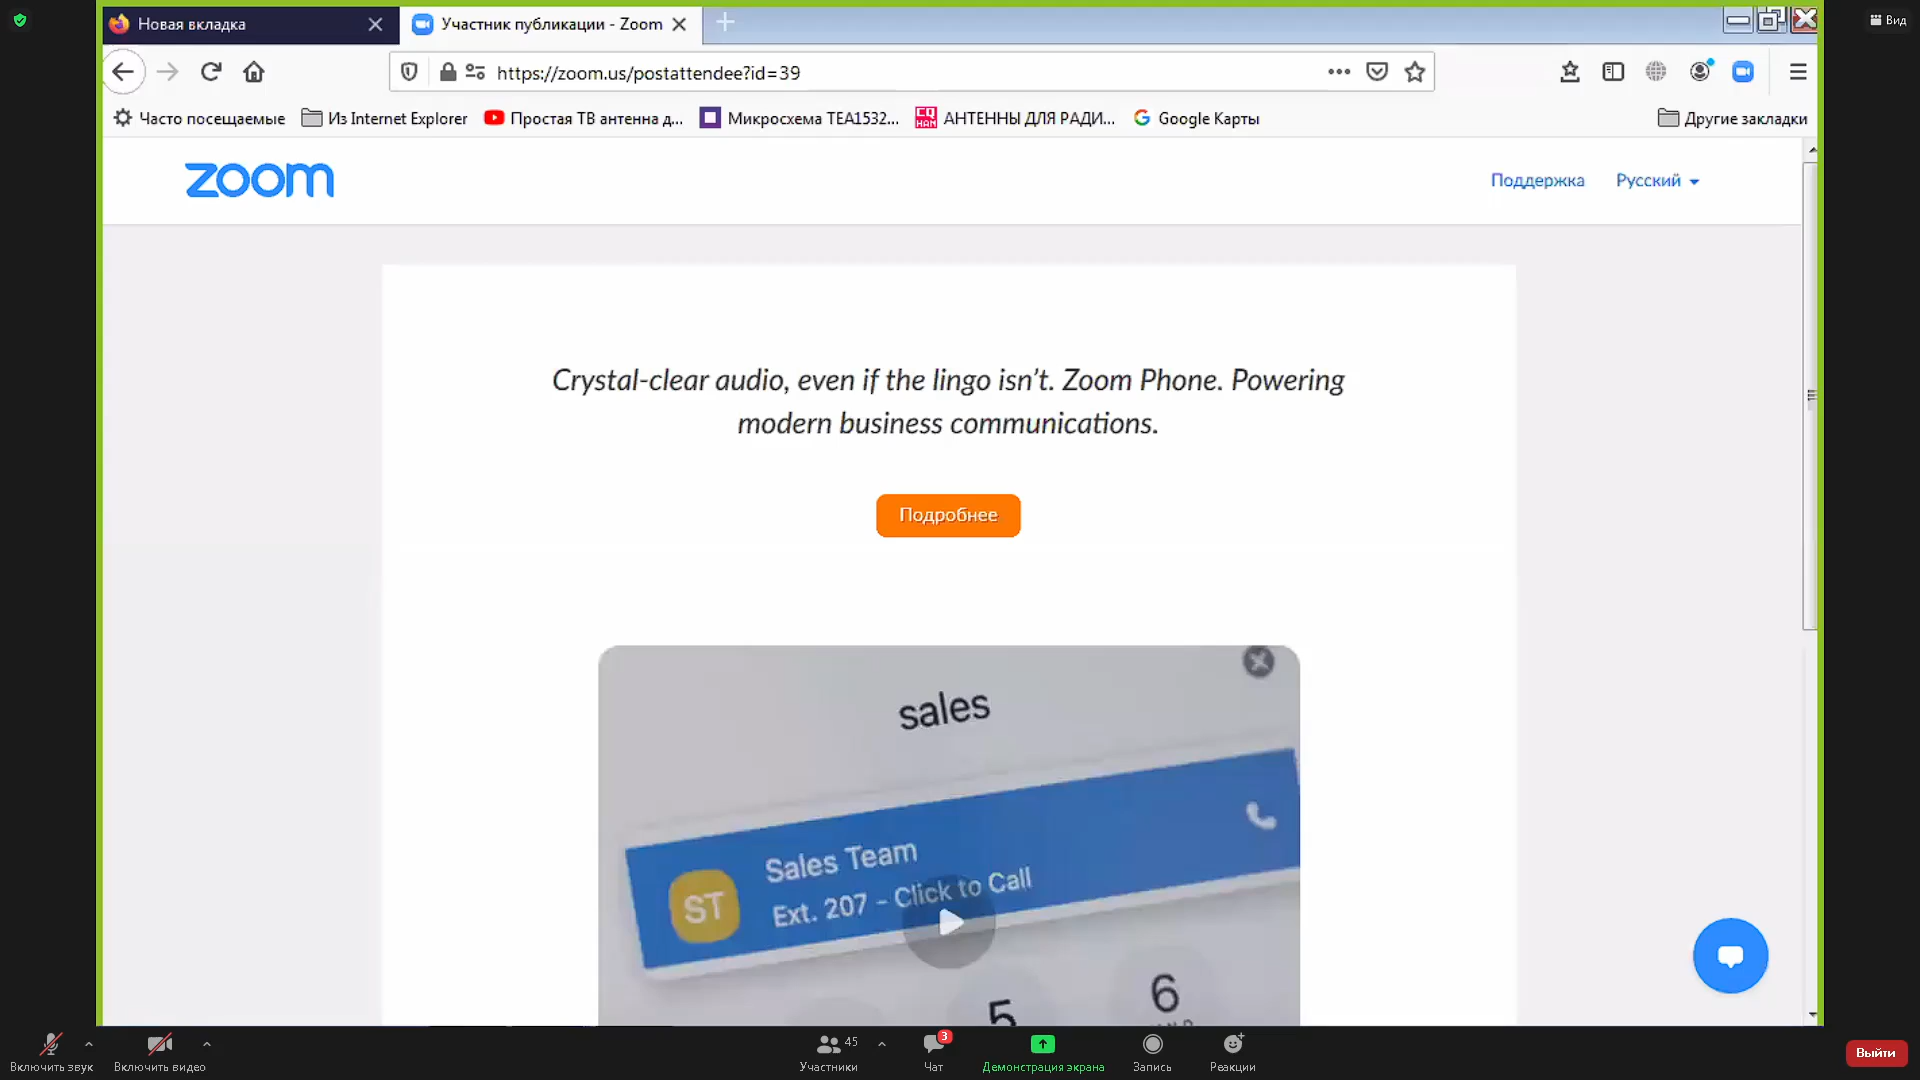 Новая вкладка
Участник публикации - Zoom
Вид
https://zoom.us/postattendee?id=39
Часто посещаемые
Из Internet Explorer
Простая ТВ антенна д...
Микросхема TEA1532...
CQ HAM
АНТЕННЫ ДЛЯ РАДИ...
Google Карты
Другие закладки
zoom
Поддержка
Русский
Crystal-clear audio, even if the lingo isn’t. Zoom Phone. Powering
modern business communications.
Подробнее
sales
Sales Team
ST
Ext. 207 - Click to Call
5
6
45
3
Включить звук
Включить видео
Участники
Чат
Демонстрация экрана
Запись
Реакции
Выйти